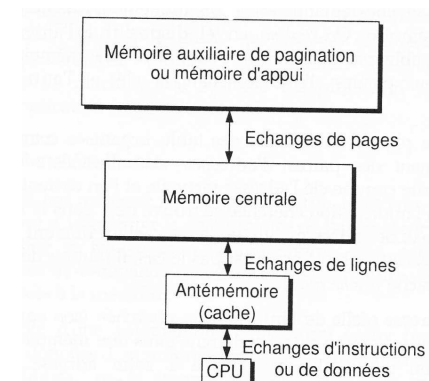 Mémoire auxiliaire de pagination
ou mémoire d'appui
Echanges de pages
Mémoire centrale
Echanges de lignes
Antémémoire
(cache)
Echanges d'instructions
ou de données
CPU